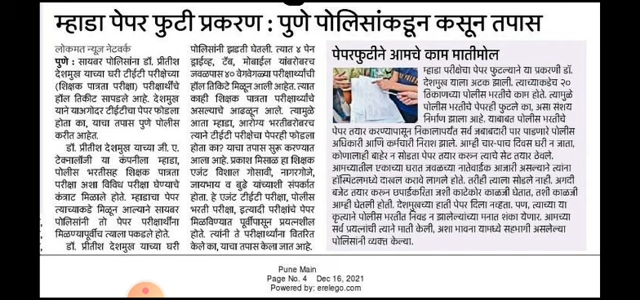 म्हाडा पेपर फुटी प्रकरण : पुणे पोलिसांकडून कसून तपास
लोकमत न्यूज नेटवर्क
पुणे : सायबर पोलिसांना डॉ. प्रीतीश
देशमुख याच्या घरी टीईटी परीक्षेच्या
(शिक्षक पात्रता परीक्षा) परीक्षार्थींचे
हॉल तिकीट सापडले आहे. देशमुख
याने याअगोदर टीईटीचा पेपर फोडला
होता का, याचा तपास पुणे पोलीस
करीत आहेत.
डॉ. प्रीतीश देशमुख याच्या जी. ए.
टेक्नॉलॉजी या कंपनीला म्हाडा,
पोलीस भरतीसह शिक्षक पात्रता
परीक्षा अशा विविध परीक्षा घेण्याचे
कंत्राट मिळाले होते. म्हाडाचा पेपर
त्याच्याकडे मिळून आल्याने सायबर
पोलिसांनी तो पेपर परीक्षार्थींना
मिळण्यापूर्वीच त्याला पकडले होते.
डॉ. प्रीतीश देशमुख याच्या घरी
पोलिसांनी झडती घेतली. त्यात ४ पेन
ड्राईव्ह, टॅब, मोबाईल यांबरोबरच
जवळपास ४० वेगवेगळ्या परीक्षार्थींची
हॉल तिकिटे मिळून आली आहेत. त्यात
काही शिक्षक पात्रता परीक्षार्थ्यांचे
असल्याचे आढळून आले. त्यामुळे
आता म्हाडा, आरोग्य भरतीबरोबरच
त्याने टीईटी परीक्षेचा पेपरही फोडला
होता का? याचा तपास सुरू करण्यात
आला आहे. प्रकाश मिसाळ हा शिक्षक
एजंट विशाल गोसावी, नागरगोजे,
जायभाय व बुडे यांच्याशी संपर्कात
होता. हे एजंट टीईटी परीक्षा, पोलीस
भरती परीक्षा, इत्यादी परीक्षांचे पेपर
मिळविण्यात पूर्वीपासून प्रयत्नशील
होते. त्यांनी ते परीक्षार्थ्यांना वितरित
केले का, याचा तपास केला जात आहे.
पेपरफुटीने आमचे काम मातीमोल
म्हाडा परीक्षेचा पेपर फुटल्याने या प्रकरणी डॉ.
देशमुख याला अटक झाली. त्याच्याकडेच २०
ठिकाणच्या पोलीस भरतीचे काम होते. त्यामुळे
पोलीस भरतीचे पेपरही फुटले का, असा संशय
निर्माण झाला आहे. याबाबत पोलीस भरतीचे
पेपर तयार करण्यापासून निकालापर्यंत सर्व जबाबदारी पार पाडणारे पोलीस
अधिकारी आणि कर्मचारी निराश झाले. आम्ही चार-पाच दिवस घरी न जाता,
कोणालाही बाहेर न सोडता पेपर तयार करून त्याचे सेट तयार ठेवले.
आमच्यातील एकाच्या घरात जवळच्या नातेवाईक आजारी असल्याने त्यांना
हॉस्पिटलमध्ये दाखल करावे लागले होते. तरीही त्याला सोडले नाही. अगदी
बजेट तयार करून छपाईकरिता जशी काटेकोर काळजी घेतात, तशी काळजी
आम्ही घेतली होती. देशमुखच्या हाती पेपर दिला नव्हता. पण, त्याच्या या
कृत्याने पोलीस भरतीत निवड न झालेल्यांच्या मनात शंका येणार. आमच्या
सर्व प्रयत्नांची त्याने माती केली, अशा भावना यामध्ये सहभागी असलेल्या
पोलिसांनी व्यक्त केल्या.
Pune Main
Page No. 4 Dec 16, 2021
Powered by: erelego.com